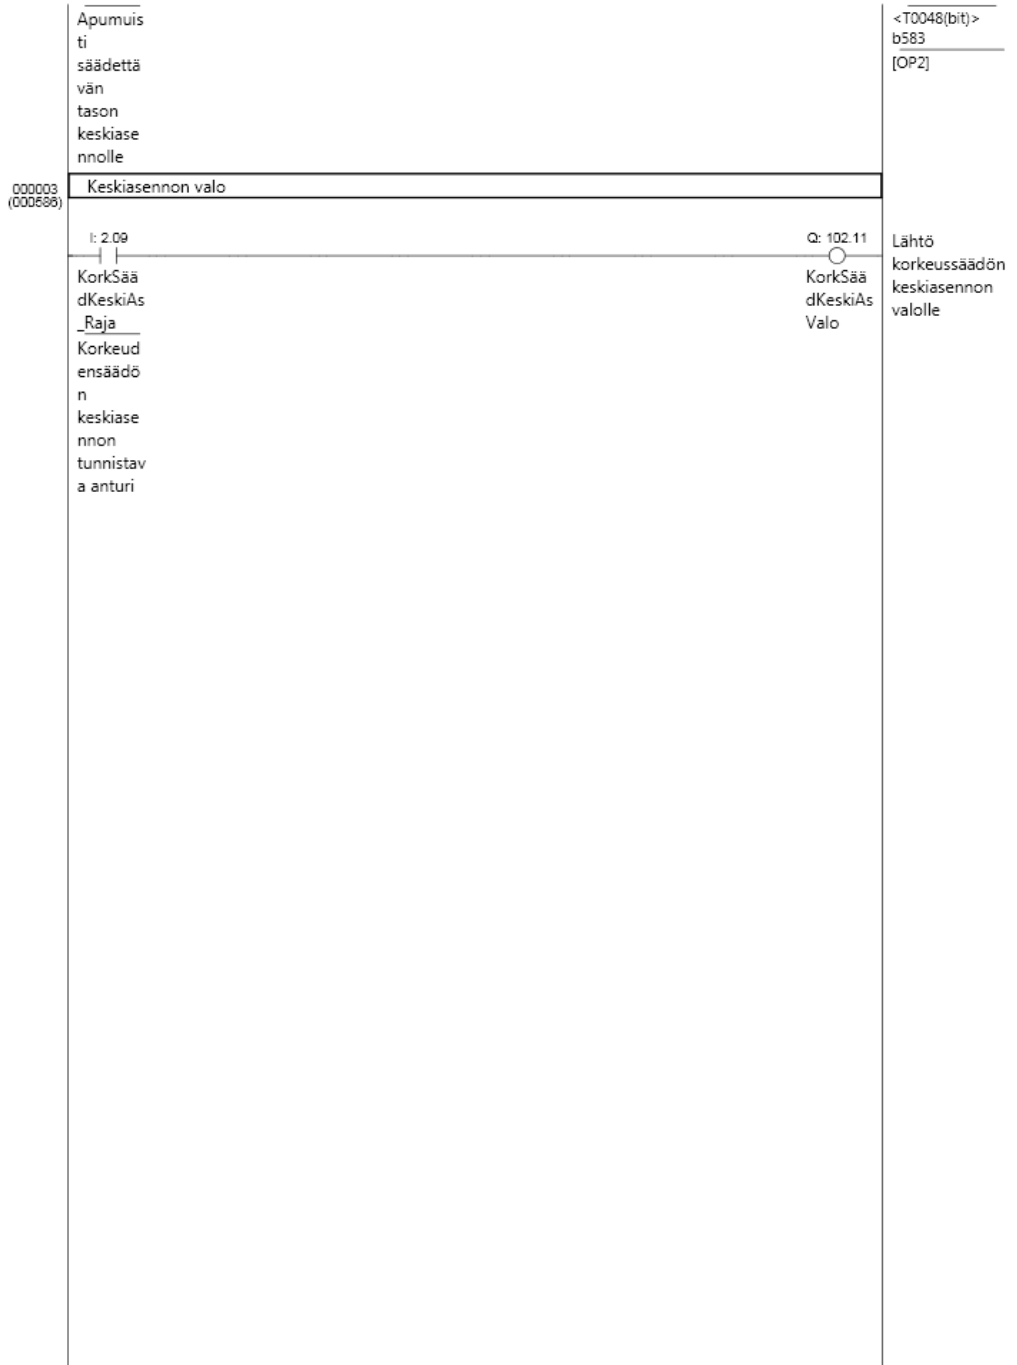 Apumuis
ti
säädettä
vän
tason
keskiase
nnolle
<T0048(bit)>
b583
[OP2]
000003
(000586)
Keskiasennon valo
I: 2.09
Q: 102.11
KorkSää
dKeskiAs
_Raja
KorkSää
dKeskiAs
Valo
Lähtö
korkeussäädön
keskiasennon
valolle
Korkeud
ensäädö
n
keskiase
nnon
tunnistav
a anturi